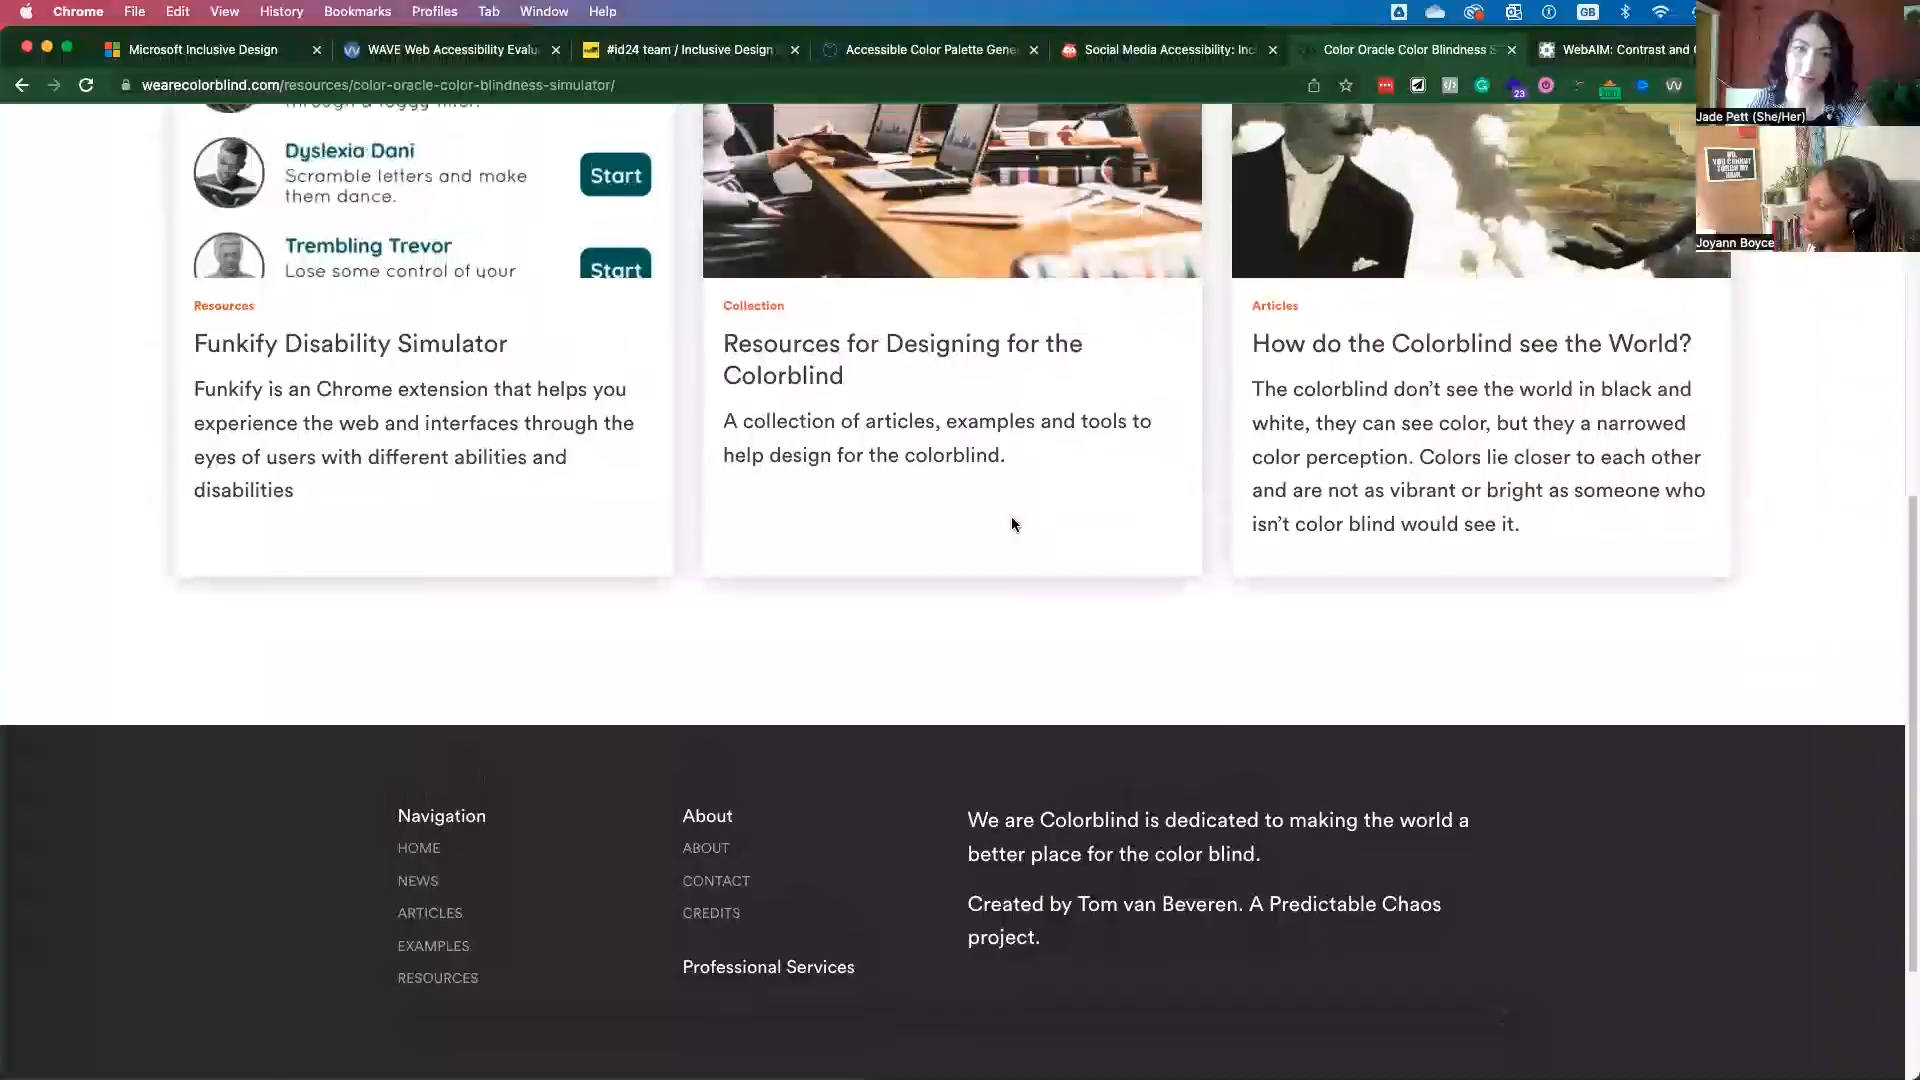 Chrome File Edit View History Bookmarks Profiles Tab Window Help
GB
Microsoft Inclusive Design
WAVE Web Accessibility Evalu
#id24 team / Inclusive Design
Accessible Color Palette Gene
Social Media Accessibility: Inc
Color Oracle Color Blindness S
WebAIM: Contrast and
wearecolorblind.com/resources/color-oracle-color-blindness-simulator/
23
Jade Pett (She/Her)
Joyann Boyce
through a foggy filter.
Dyslexia Dani
Scramble letters and make
them dance.
Start
Trembling Trevor
Lose some control of your
Start
Resources
Funkify Disability Simulator
Funkify is an Chrome extension that helps you
experience the web and interfaces through the
eyes of users with different abilities and
disabilities
Collection
Resources for Designing for the
Colorblind
A collection of articles, examples and tools to
help design for the colorblind.
Articles
How do the Colorblind see the World?
The colorblind don’t see the world in black and
white, they can see color, but they a narrowed
color perception. Colors lie closer to each other
and are not as vibrant or bright as someone who
isn’t color blind would see it.
Navigation
HOME
NEWS
ARTICLES
EXAMPLES
RESOURCES
About
ABOUT
CONTACT
CREDITS
Professional Services
We are Colorblind is dedicated to making the world a
better place for the color blind.
Created by Tom van Beveren. A Predictable Chaos
project.